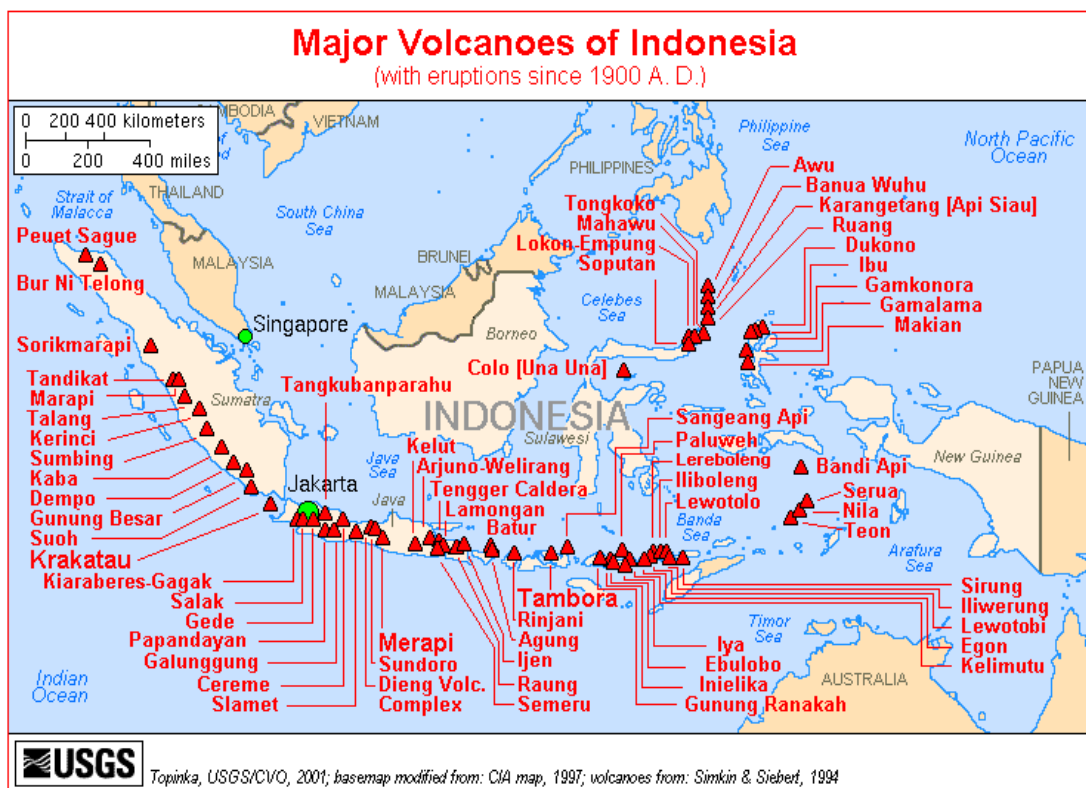 Major Volcanoes of Indonesia
(with eruptions since 1900 A. D.)
0 200 400 kilometers
0 200 400 miles
VIETNAM
THAILAND
Strait of
Malacca
South China
Sea
PHILIPPINES
Philippine
Sea
North Pacific
Ocean
Awu
Banua Wuhu
Karangetang [Api Siau]
Ruang
Dukono
Ibu
Gamkonora
Gamalama
Makian
Tongkoko
Mahawu
Lokon-Empung
Soputan
Peuet Sague
Bur Ni Telong
MALAYSIA
BRUNEI
MALAYSIA
Celebes
Sea
Borneo
Singapore
Sorikmarapi
Colo [Una Una]
PAPUA
NEW
GUINEA
Tandikat
Marapi
Talang
Kerinci
Sumbing
Kaba
Dempo
Gunung Besar
Suoh
Krakatau
Sumatra
Tangkubanparahu
INDONESIA
Sulawesi
Sangeang Api
Paluweh
Lereboleng
Iliboleng
Lewotolo
New Guinea
Bandi Api
Serua
Nila
Teon
Banda
Sea
Arafura
Sea
Java
Sea
Java
Jakarta
Kelut
Arjuno-Welirang
Tengger Caldera
Lamongan
Batur
Kiaraberes-Gagak
Salak
Gede
Papandayan
Galunggung
Cereme
Slamet
Merapi
Sundoro
Dieng Volc.
Complex
Tambora
Rinjani
Agung
Ijen
Raung
Semeru
Iya
Ebulobo
Inielika
Gunung Ranakah
Sirung
Iliwerung
Lewotobi
Egon
Kelimutu
Timor
Sea
AUSTRALIA
Indian
Ocean
USGS
Topinka, USGS/CVO, 2001; basemap modified from: CIA map, 1997; volcanoes from: Simkin & Siebert, 1994